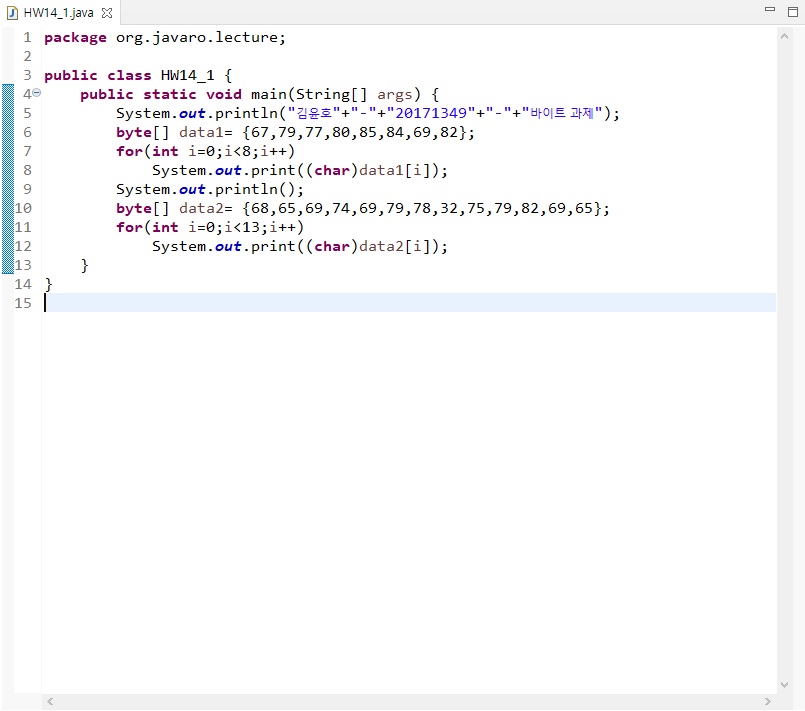 HW14_1.java
1 package org.javaro.lecture;
2
3 public class HW14_1 {
4 public static void main(String[] args) {
5 System.out.println("김윤호"+"-"+"20171349"+"-"+"바이트 과제");
6 byte[] data1= {67,79,77,80,85,84,69,82};
7 for(int i=0;i<8;i++)
8 System.out.print((char)data1[i]);
9 System.out.println();
10 byte[] data2= {68,65,69,74,69,79,78,32,75,79,82,69,65};
11 for(int i=0;i<13;i++)
12 System.out.print((char)data2[i]);
13 }
14 }
15